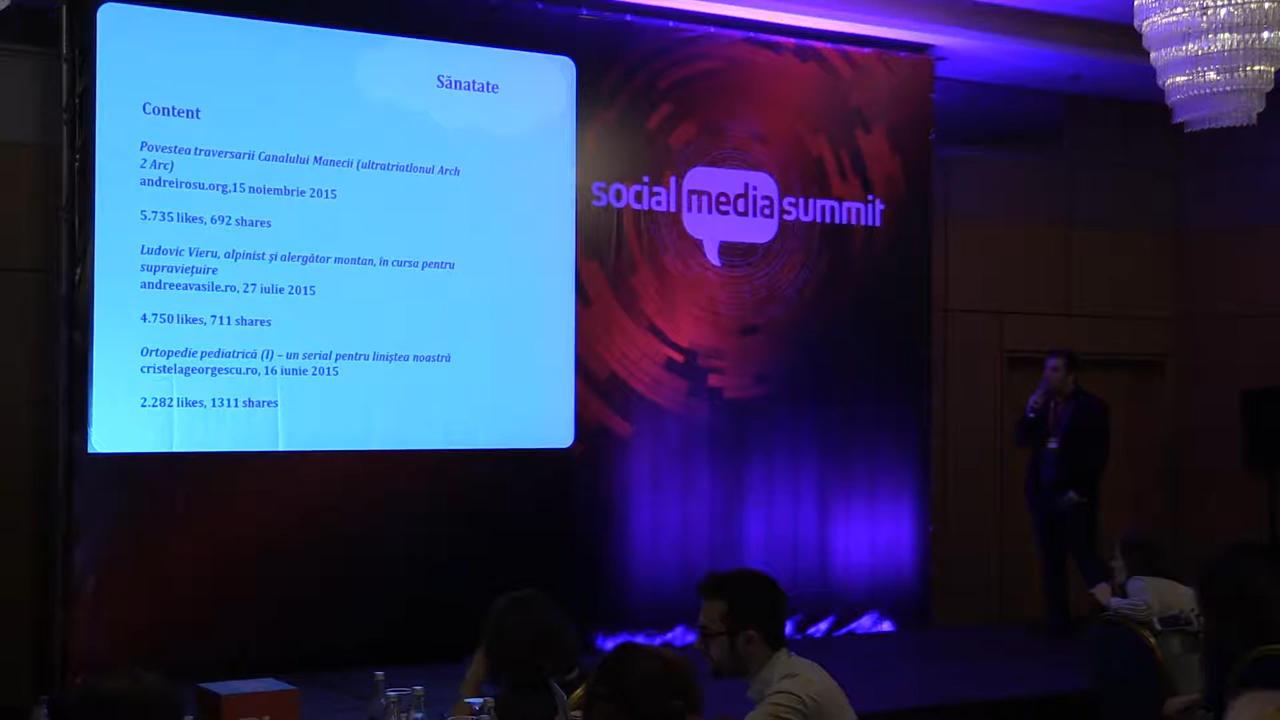 Sănatate
Content
Povestea traversarii Canalului Manecii (ultratriatlonul Arch
2 Arc)
andreirosu.org,15 noiembrie 2015
5.735 likes, 692 shares
Ludovic Vieru, alpinist și alergător montan, în cursa pentru
supraviețuire
andreeavasile.ro, 27 iulie 2015
4.750 likes, 711 shares
Ortopedie pediatrică (I) – un serial pentru liniștea noastră
cristelageorgescu.ro, 16 iunie 2015
2.282 likes, 1311 shares
social media summit